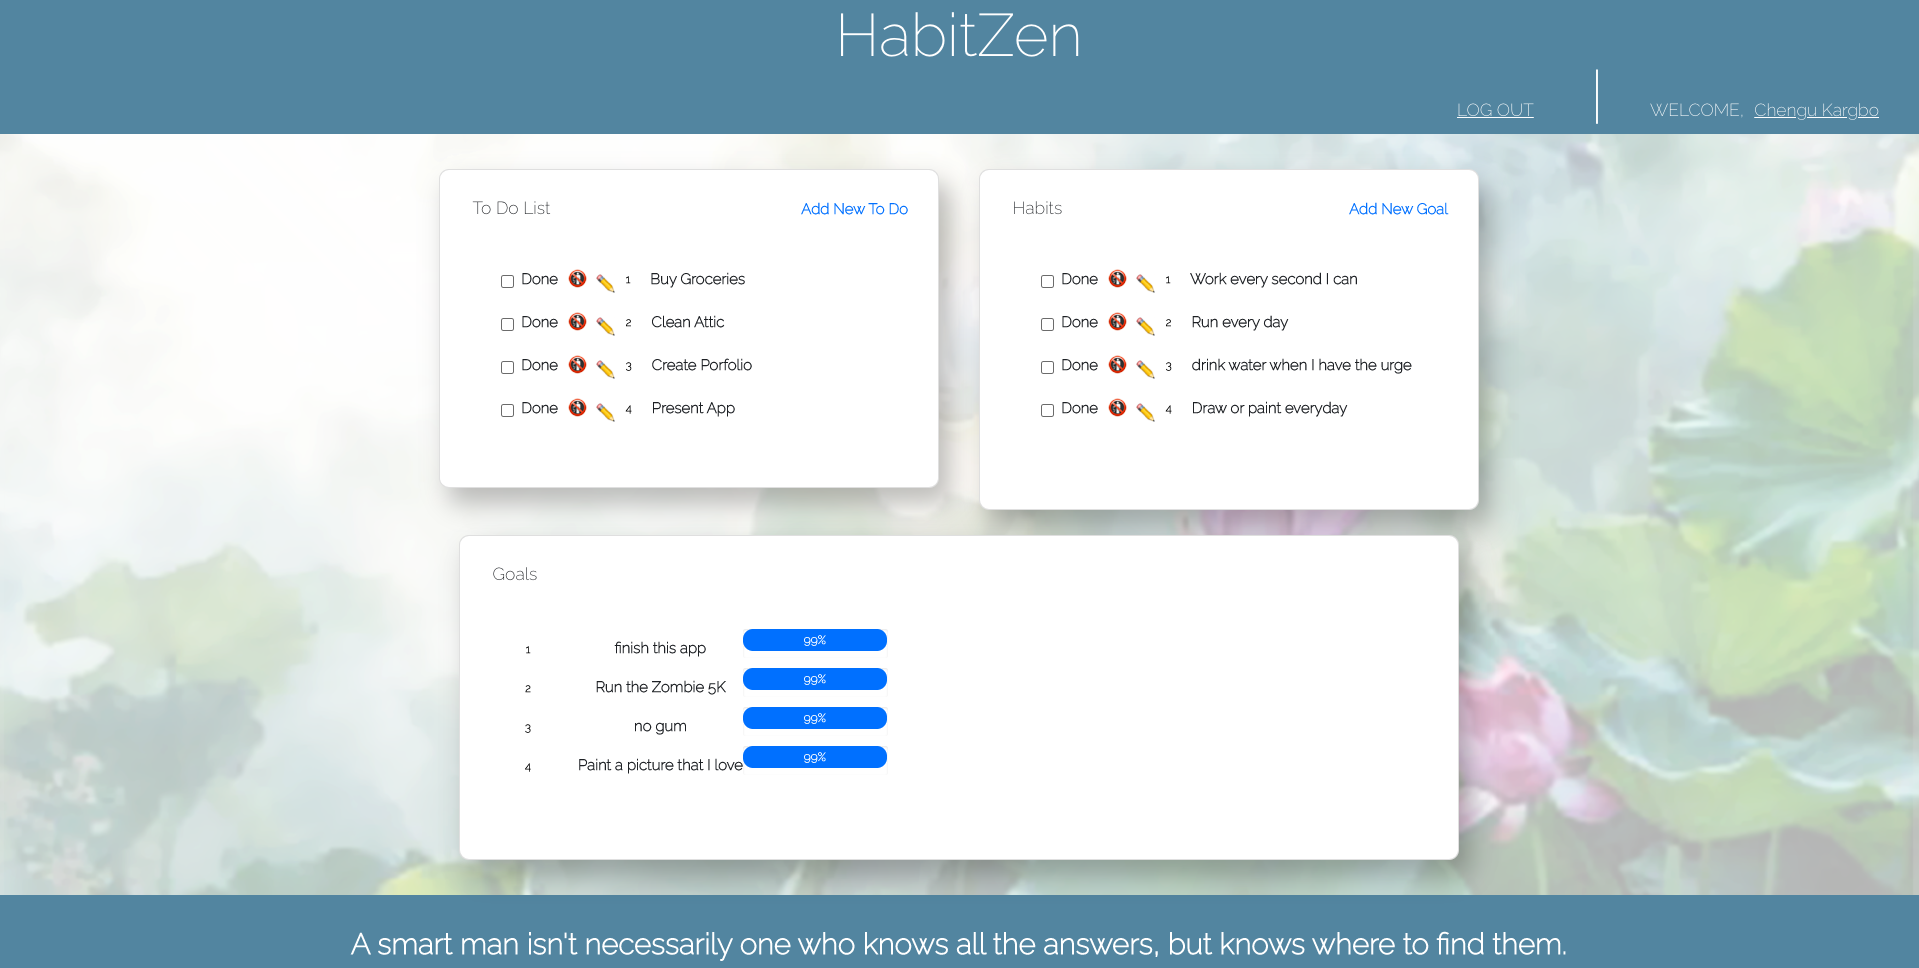 HabitZen
LOG OUT
WELCOME, Chengu Kargbo
To Do List
Add New To Do
Done 1 Buy Groceries
Done 2 Clean Attic
Done 3 Create Porfolio
Done 4 Present App
Habits
Add New Goal
Done 1 Work every second I can
Done 2 Run every day
Done 3 drink water when I have the urge
Done 4 Draw or paint everyday
Goals
1 finish this app 99%
2 Run the Zombie 5K 99%
3 no gum 99%
4 Paint a picture that I love 99%
A smart man isn't necessarily one who knows all the answers, but knows where to find them.